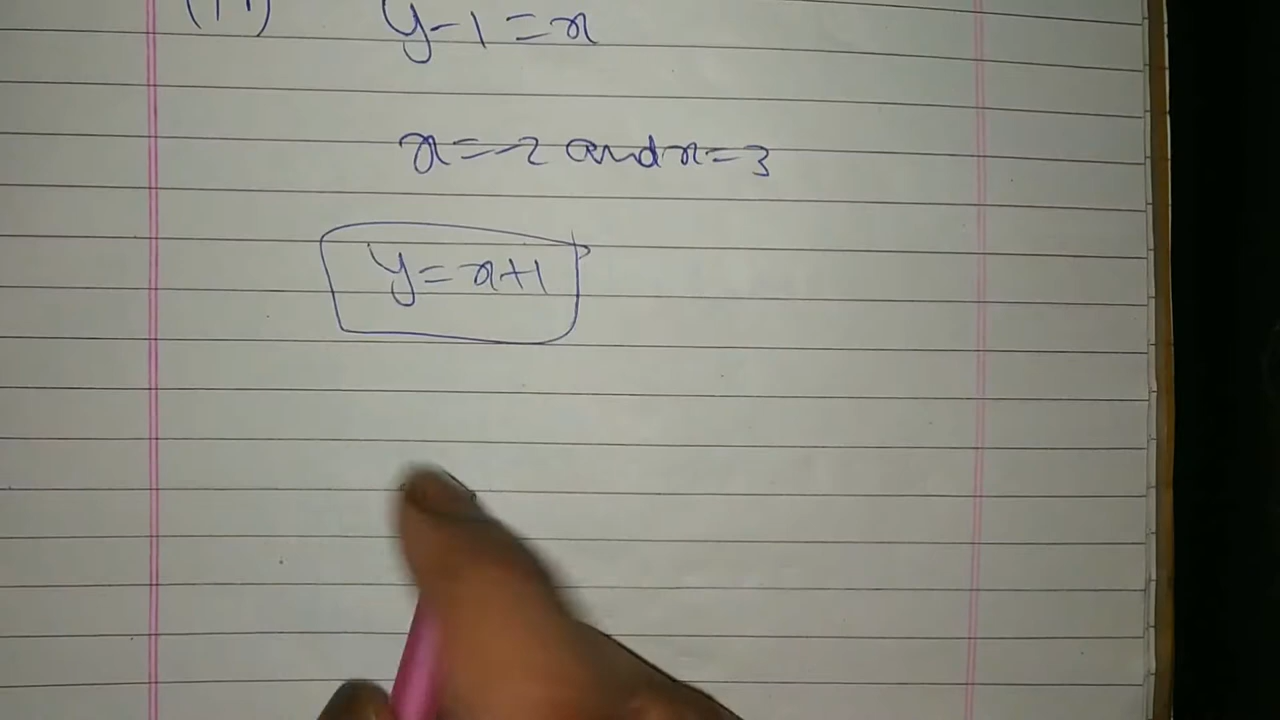 y-1=x
x=-2 and x=3
y=x+1